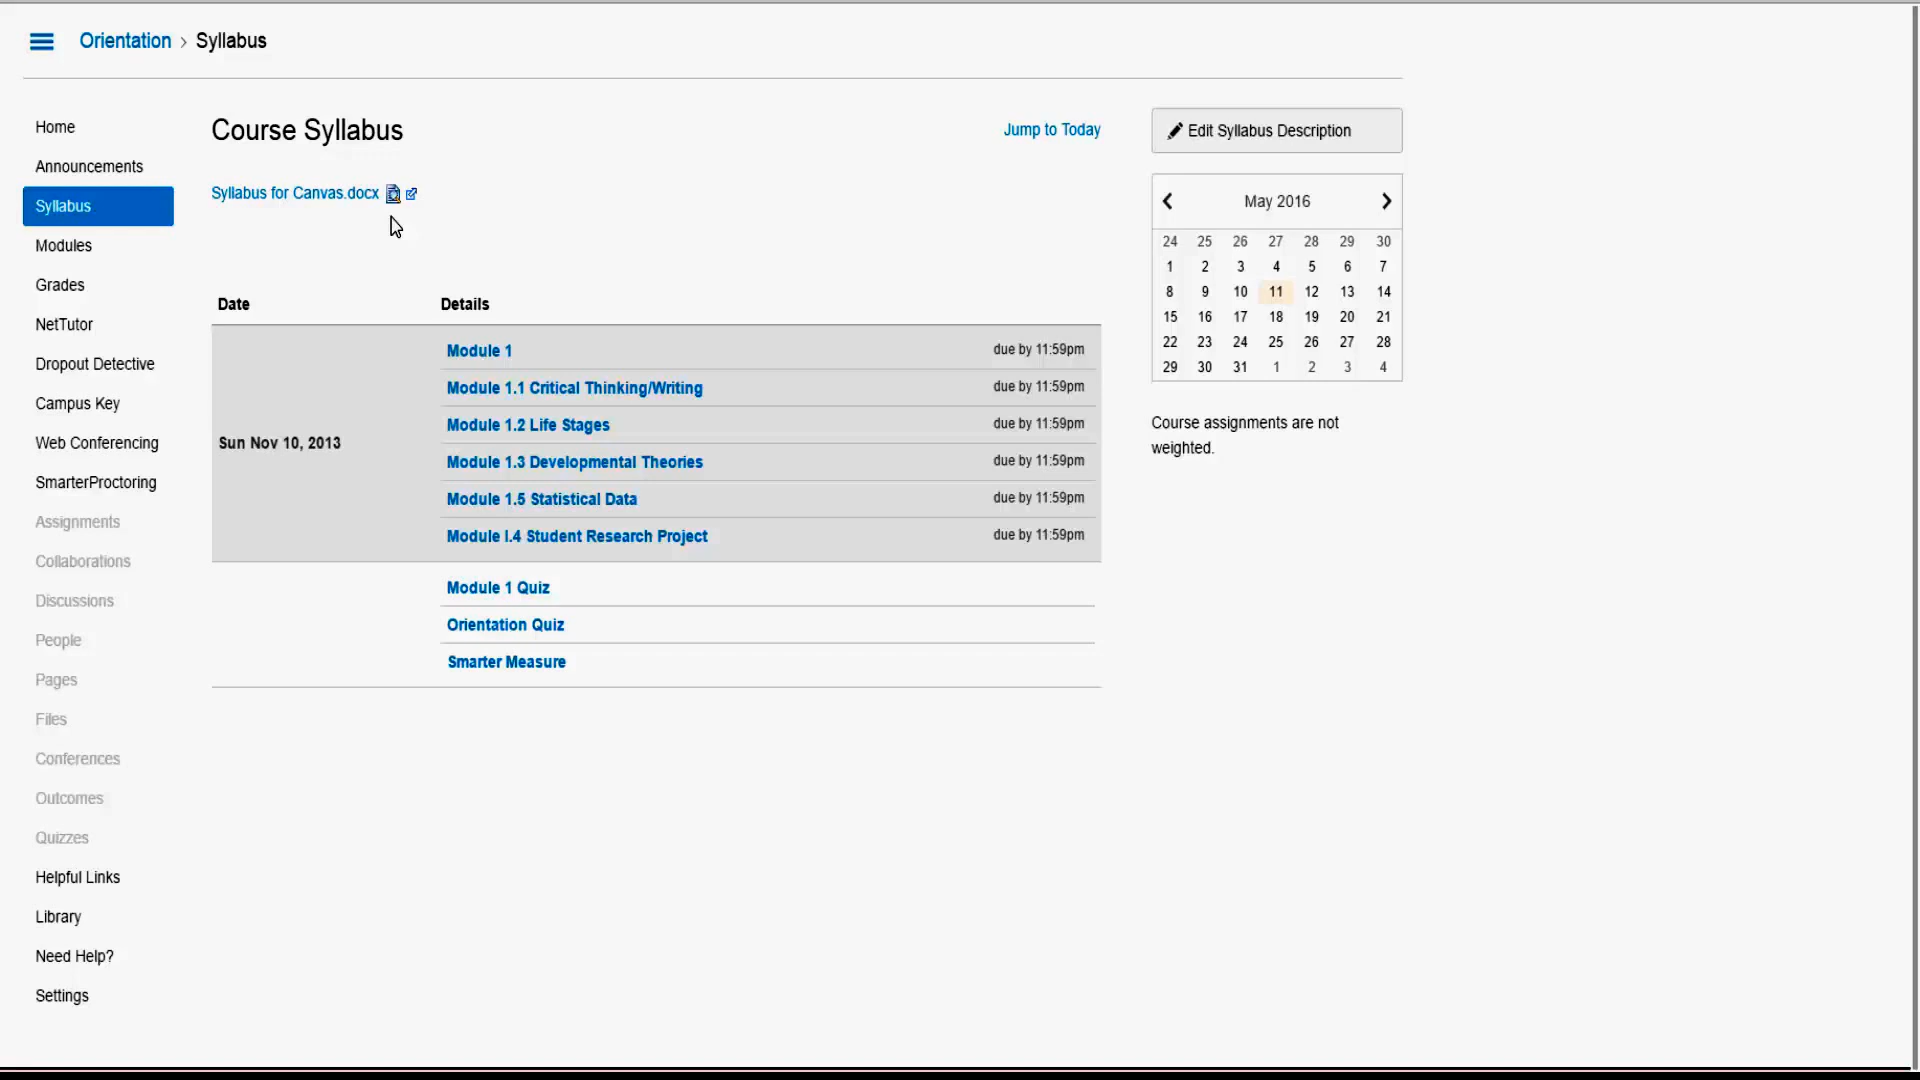 Orientation › Syllabus
Home
Announcements
Syllabus
Modules
Grades
NetTutor
Dropout Detective
Campus Key
Web Conferencing
SmarterProctoring
Assignments
Collaborations
Discussions
People
Pages
Files
Conferences
Outcomes
Quizzes
Helpful Links
Library
Need Help?
Settings
Course Syllabus
Jump to Today
Syllabus for Canvas.docx
Date Details
Sun Nov 10, 2013
Module 1 due by 11:59pm
Module 1.1 Critical Thinking/Writing due by 11:59pm
Module 1.2 Life Stages due by 11:59pm
Module 1.3 Developmental Theories due by 11:59pm
Module 1.5 Statistical Data due by 11:59pm
Module I.4 Student Research Project due by 11:59pm
Module 1 Quiz
Orientation Quiz
Smarter Measure
Edit Syllabus Description
May 2016
24 25 26 27 28 29 30
1 2 3 4 5 6 7
8 9 10 11 12 13 14
15 16 17 18 19 20 21
22 23 24 25 26 27 28
29 30 31 1 2 3 4
Course assignments are not
weighted.